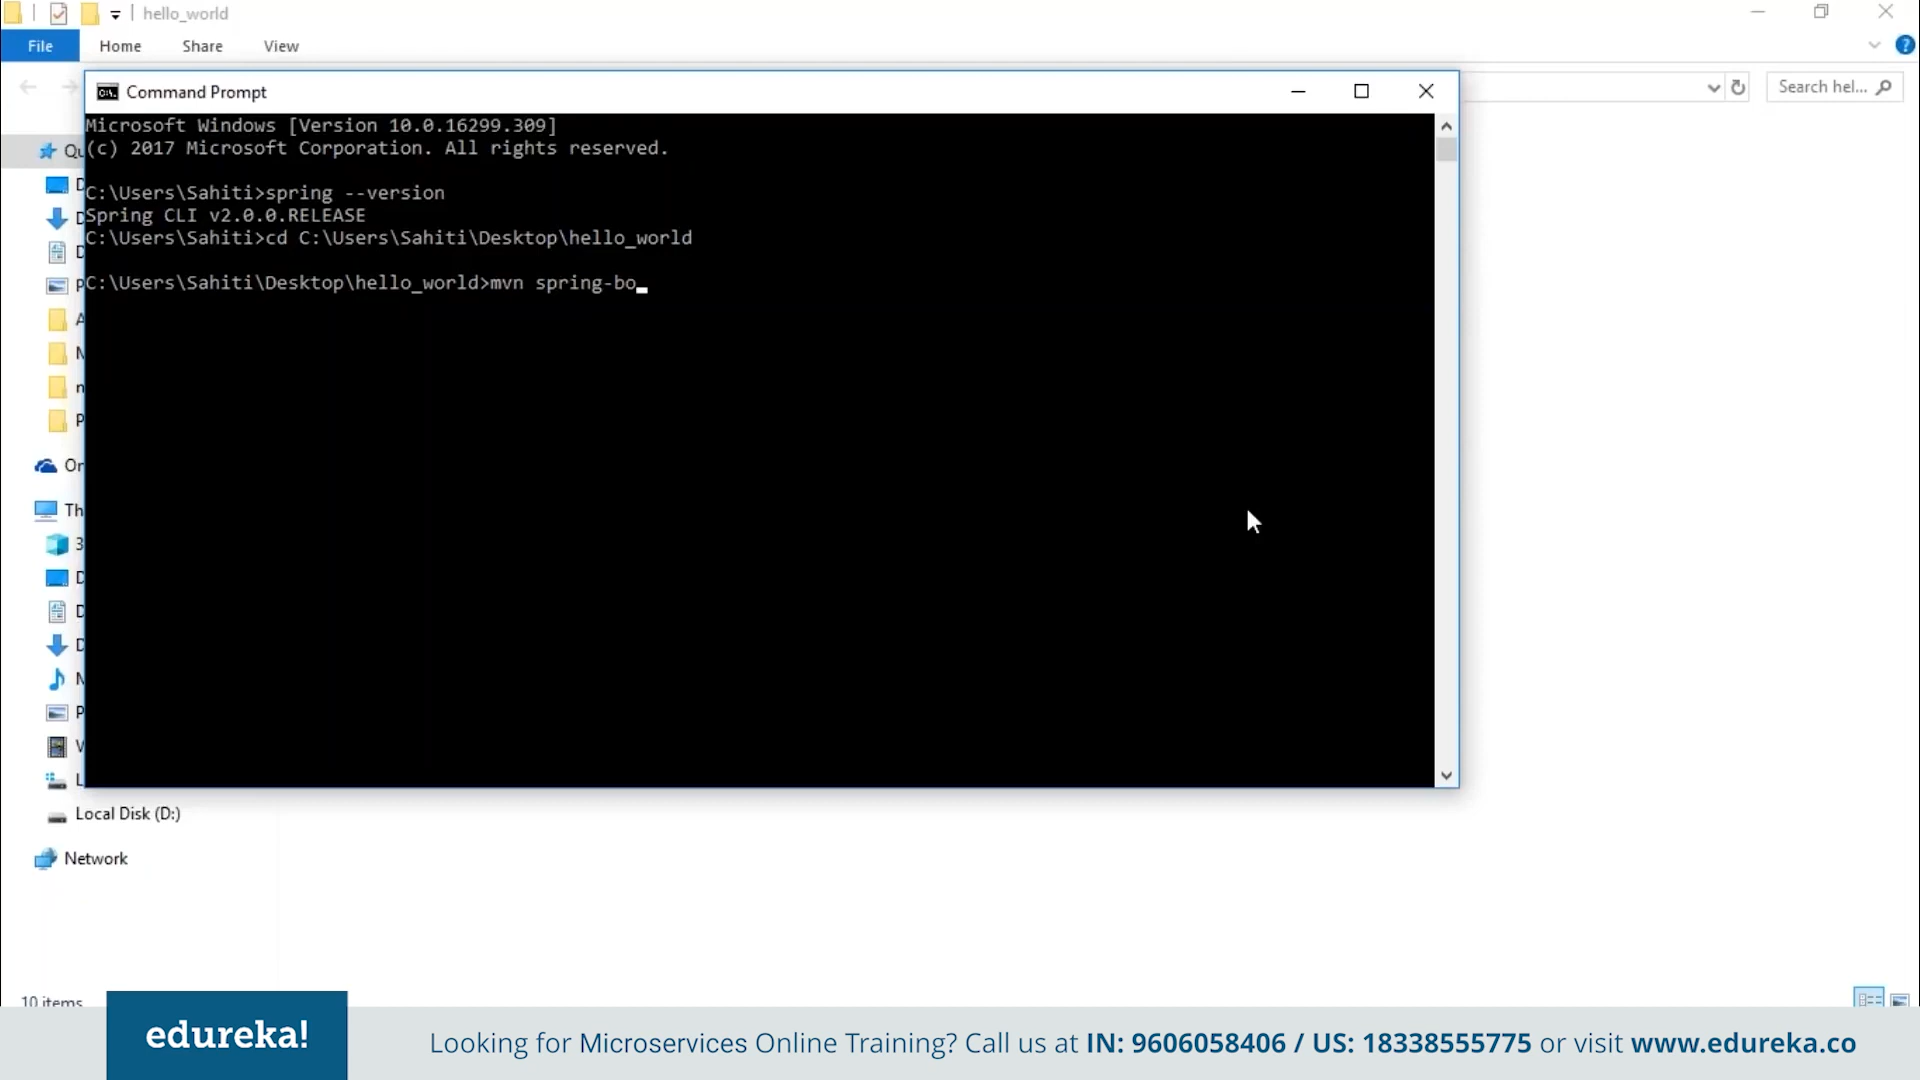 hello_world
File Home Share View
Search hel...
Command Prompt
Microsoft Windows [Version 10.0.16299.309]
(c) 2017 Microsoft Corporation. All rights reserved.
C:\Users\Sahiti>spring --version
Spring CLI v2.0.0.RELEASE
C:\Users\Sahiti>cd C:\Users\Sahiti\Desktop\hello_world
C:\Users\Sahiti\Desktop\hello_world>mvn spring-bo
Local Disk (D:)
Network
10 items
edureka!
Looking for Microservices Online Training? Call us at IN: 9606058406 / US: 18338555775 or visit www.edureka.co